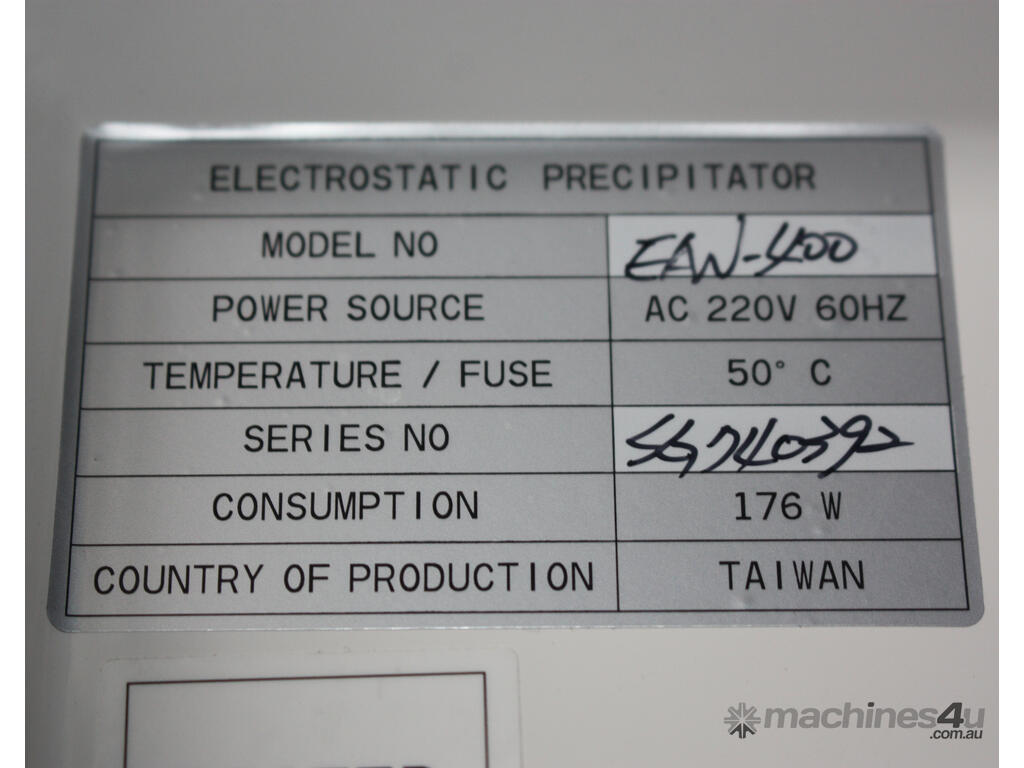 ELECTROSTATIC PRECIPITATOR
MODEL NO EAW-400
POWER SOURCE AC 220V 60HZ
TEMPERATURE / FUSE 50° C
SERIES NO
CONSUMPTION 176 W
COUNTRY OF PRODUCTION TAIWAN
machines4u
.com.au